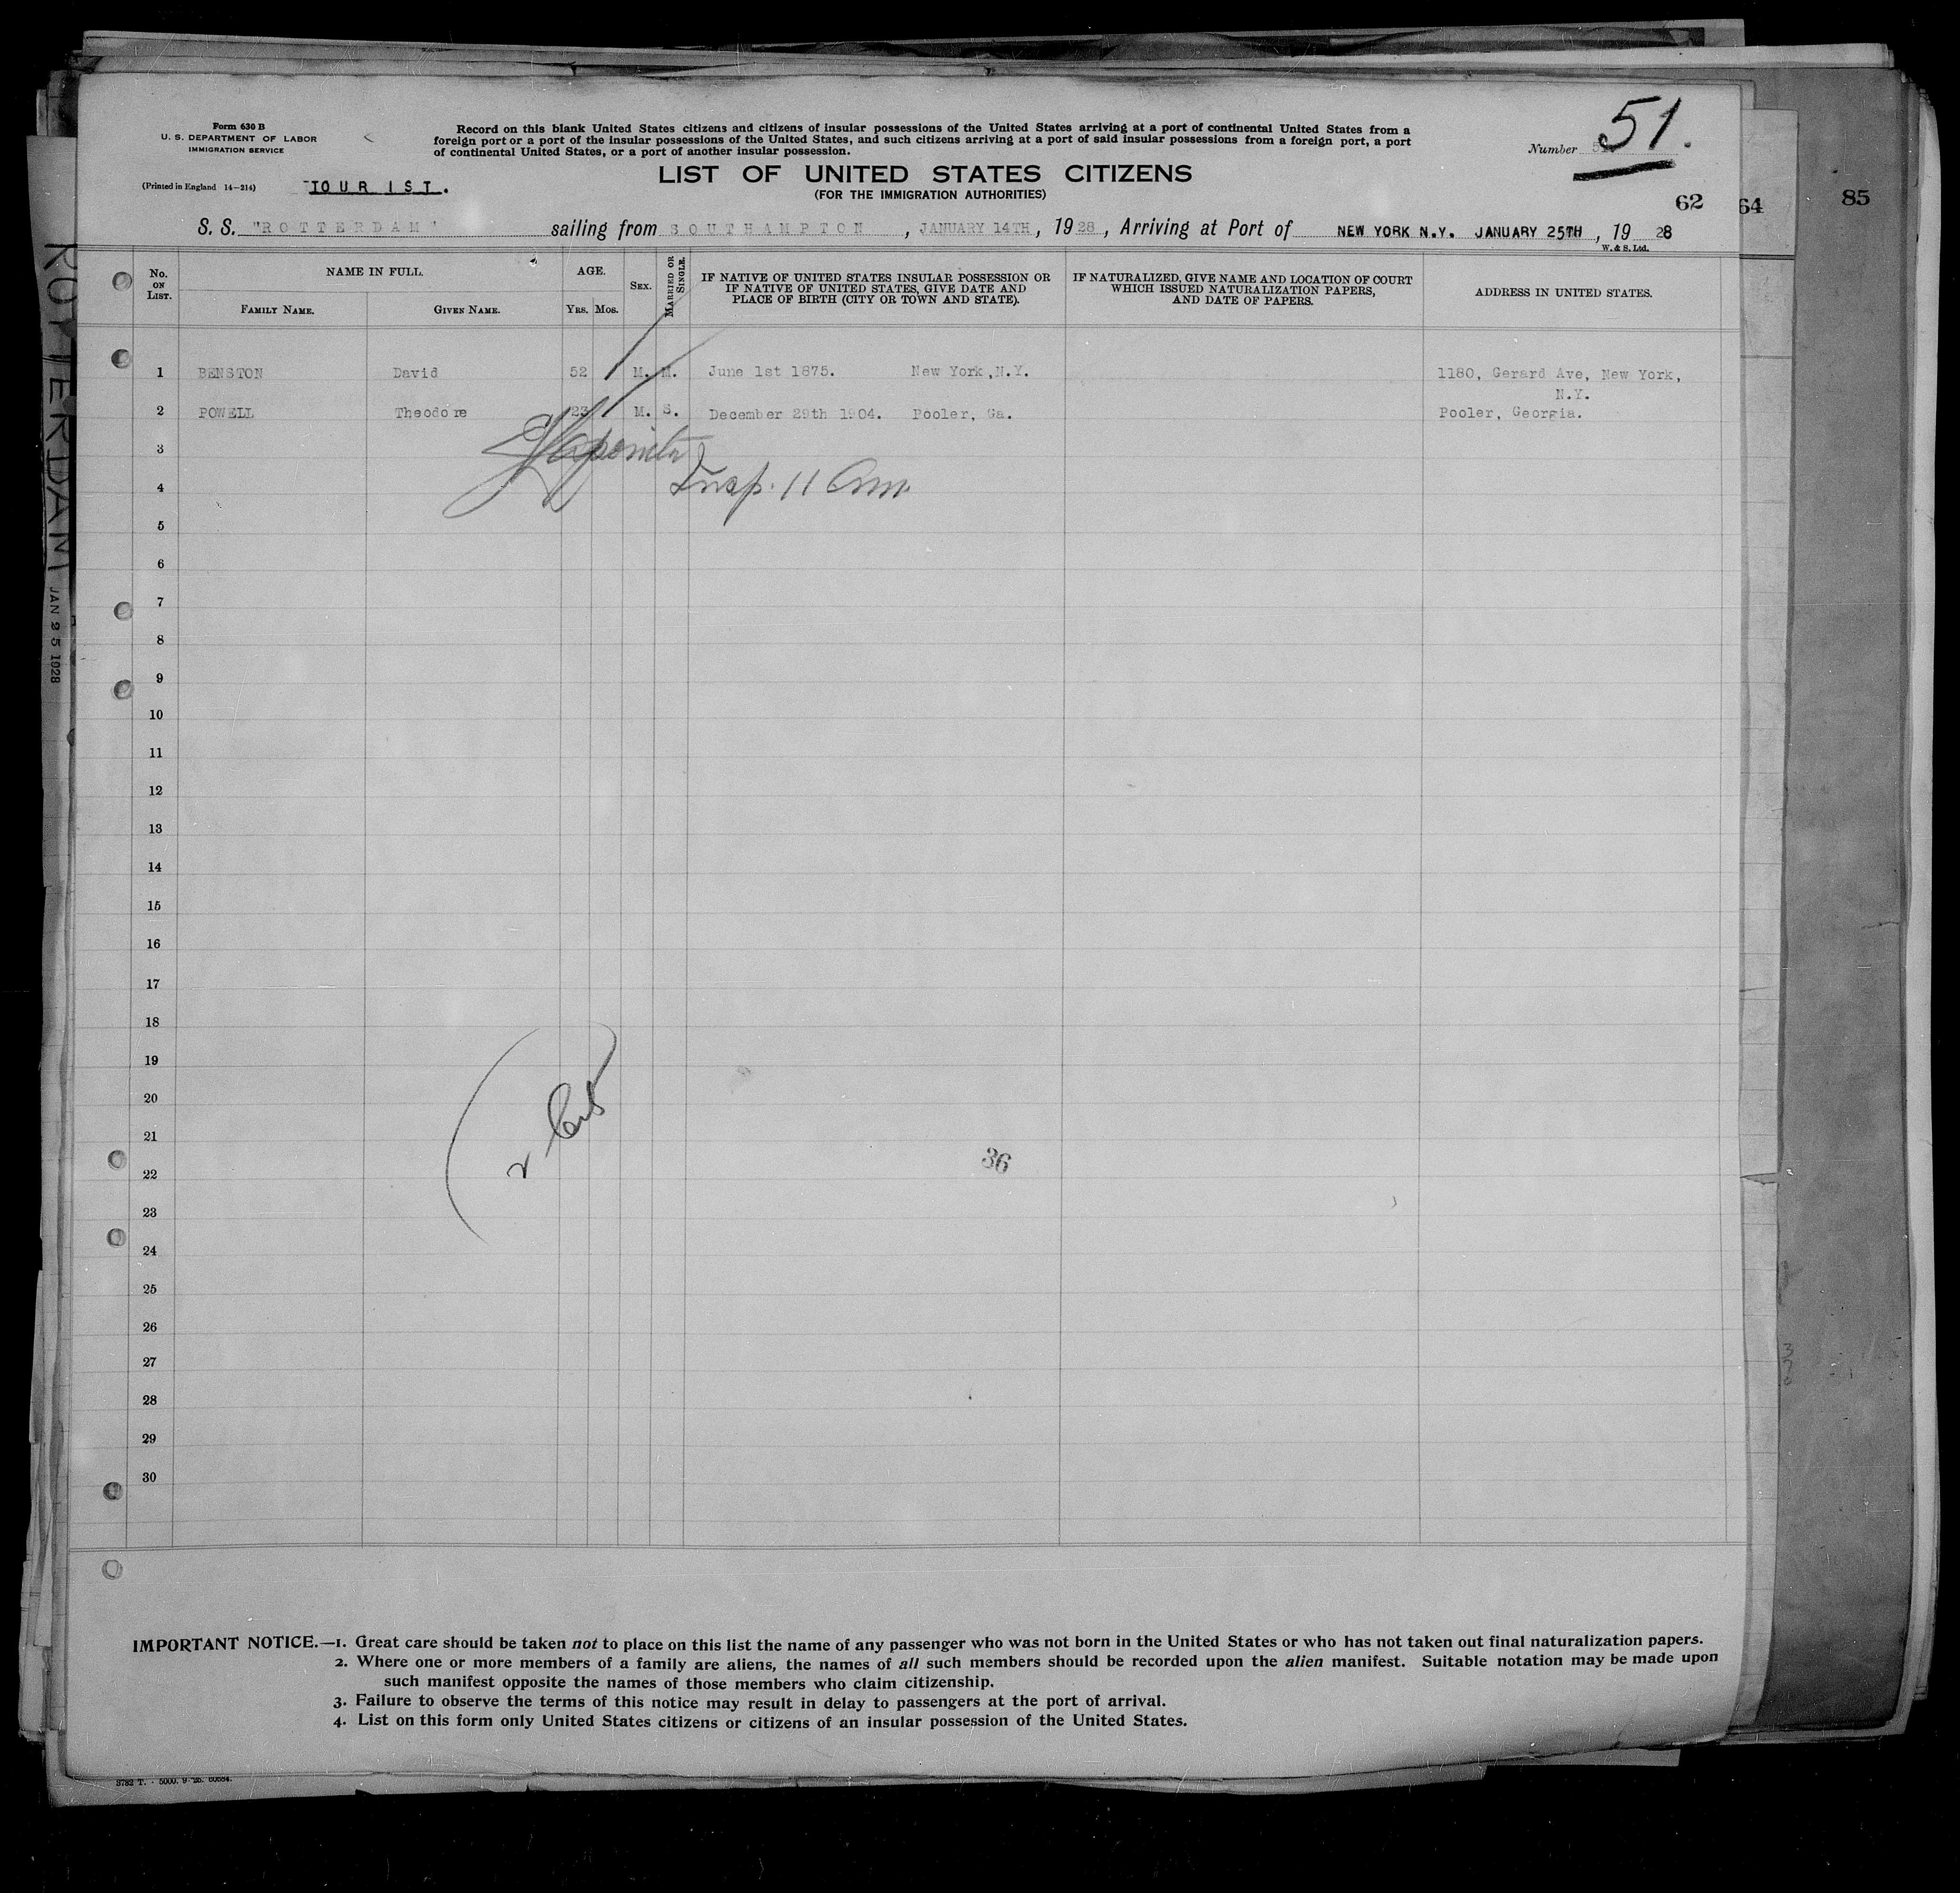 Form 630 B
U. S. DEPARTMENT OF LABOR
IMMIGRATION SERVICE
(Printed in England 14-214)
TOURIST.
Record on this blank United States citizens and citizens of insular possessions of the United States arriving at a port of continental United States from a
foreign port or a port of the insular possessions of the United States, and such citizens arriving at a port of said insular possessions from a foreign port, a port
of continental United States, or a port of another insular possession.
Number 51.
LIST OF UNITED STATES CITIZENS
(FOR THE IMMIGRATION AUTHORITIES)
62
64
85
S. S. "ROTTERDAM" sailing from SOUTHAMPTON, JANUARY 14TH, 1928, Arriving at Port of NEW YORK N.Y. JANUARY 25TH, 19 28
W. & S. Ltd.
No. ON LIST.
NAME IN FULL.
FAMILY NAME.
GIVEN NAME.
AGE.
YRS. MOS.
SEX.
MARRIED OR SINGLE.
IF NATIVE OF UNITED STATES INSULAR POSSESSION OR
IF NATIVE OF UNITED STATES, GIVE DATE AND
PLACE OF BIRTH (CITY OR TOWN AND STATE).
IF NATURALIZED, GIVE NAME AND LOCATION OF COURT
WHICH ISSUED NATURALIZATION PAPERS,
AND DATE OF PAPERS.
ADDRESS IN UNITED STATES.
1 BENSTON David 52 M. M. June 1st 1875. New York, N.Y. 1180, Gerard Ave, New York,
N.Y.
2 POWELL Theodore 23 M. S. December 29th 1904. Pooler, Ga. Pooler, Georgia.
3
4
Insp. 11 Am.
5
6
7
8
9
10
11
12
13
14
15
16
17
18
19
20
21
22
36
23
24
25
26
27
28
29
30
IMPORTANT NOTICE.—1. Great care should be taken not to place on this list the name of any passenger who was not born in the United States or who has not taken out final naturalization papers.
2. Where one or more members of a family are aliens, the names of all such members should be recorded upon the alien manifest. Suitable notation may be made upon
such manifest opposite the names of those members who claim citizenship.
3. Failure to observe the terms of this notice may result in delay to passengers at the port of arrival.
4. List on this form only United States citizens or citizens of an insular possession of the United States.
ROTTERDAM JAN 25 1928